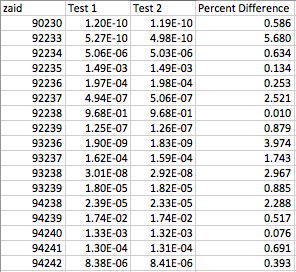 zaid Test 1 Test 2 Percent Difference
90230 1.20E-10 1.19E-10 0.586
92233 5.27E-10 4.98E-10 5.680
92234 5.06E-06 5.03E-06 0.634
92235 1.49E-03 1.49E-03 0.134
92236 1.97E-04 1.98E-04 0.253
92237 4.94E-07 5.06E-07 2.521
92238 9.68E-01 9.68E-01 0.010
92239 1.25E-07 1.26E-07 0.879
93236 1.90E-09 1.83E-09 3.974
93237 1.62E-04 1.59E-04 1.743
93238 3.01E-08 2.92E-08 2.967
93239 1.80E-05 1.82E-05 0.885
94238 2.39E-05 2.33E-05 2.288
94239 1.74E-02 1.74E-02 0.517
94240 1.33E-03 1.32E-03 0.076
94241 1.30E-04 1.31E-04 0.691
94242 8.38E-06 8.41E-06 0.393